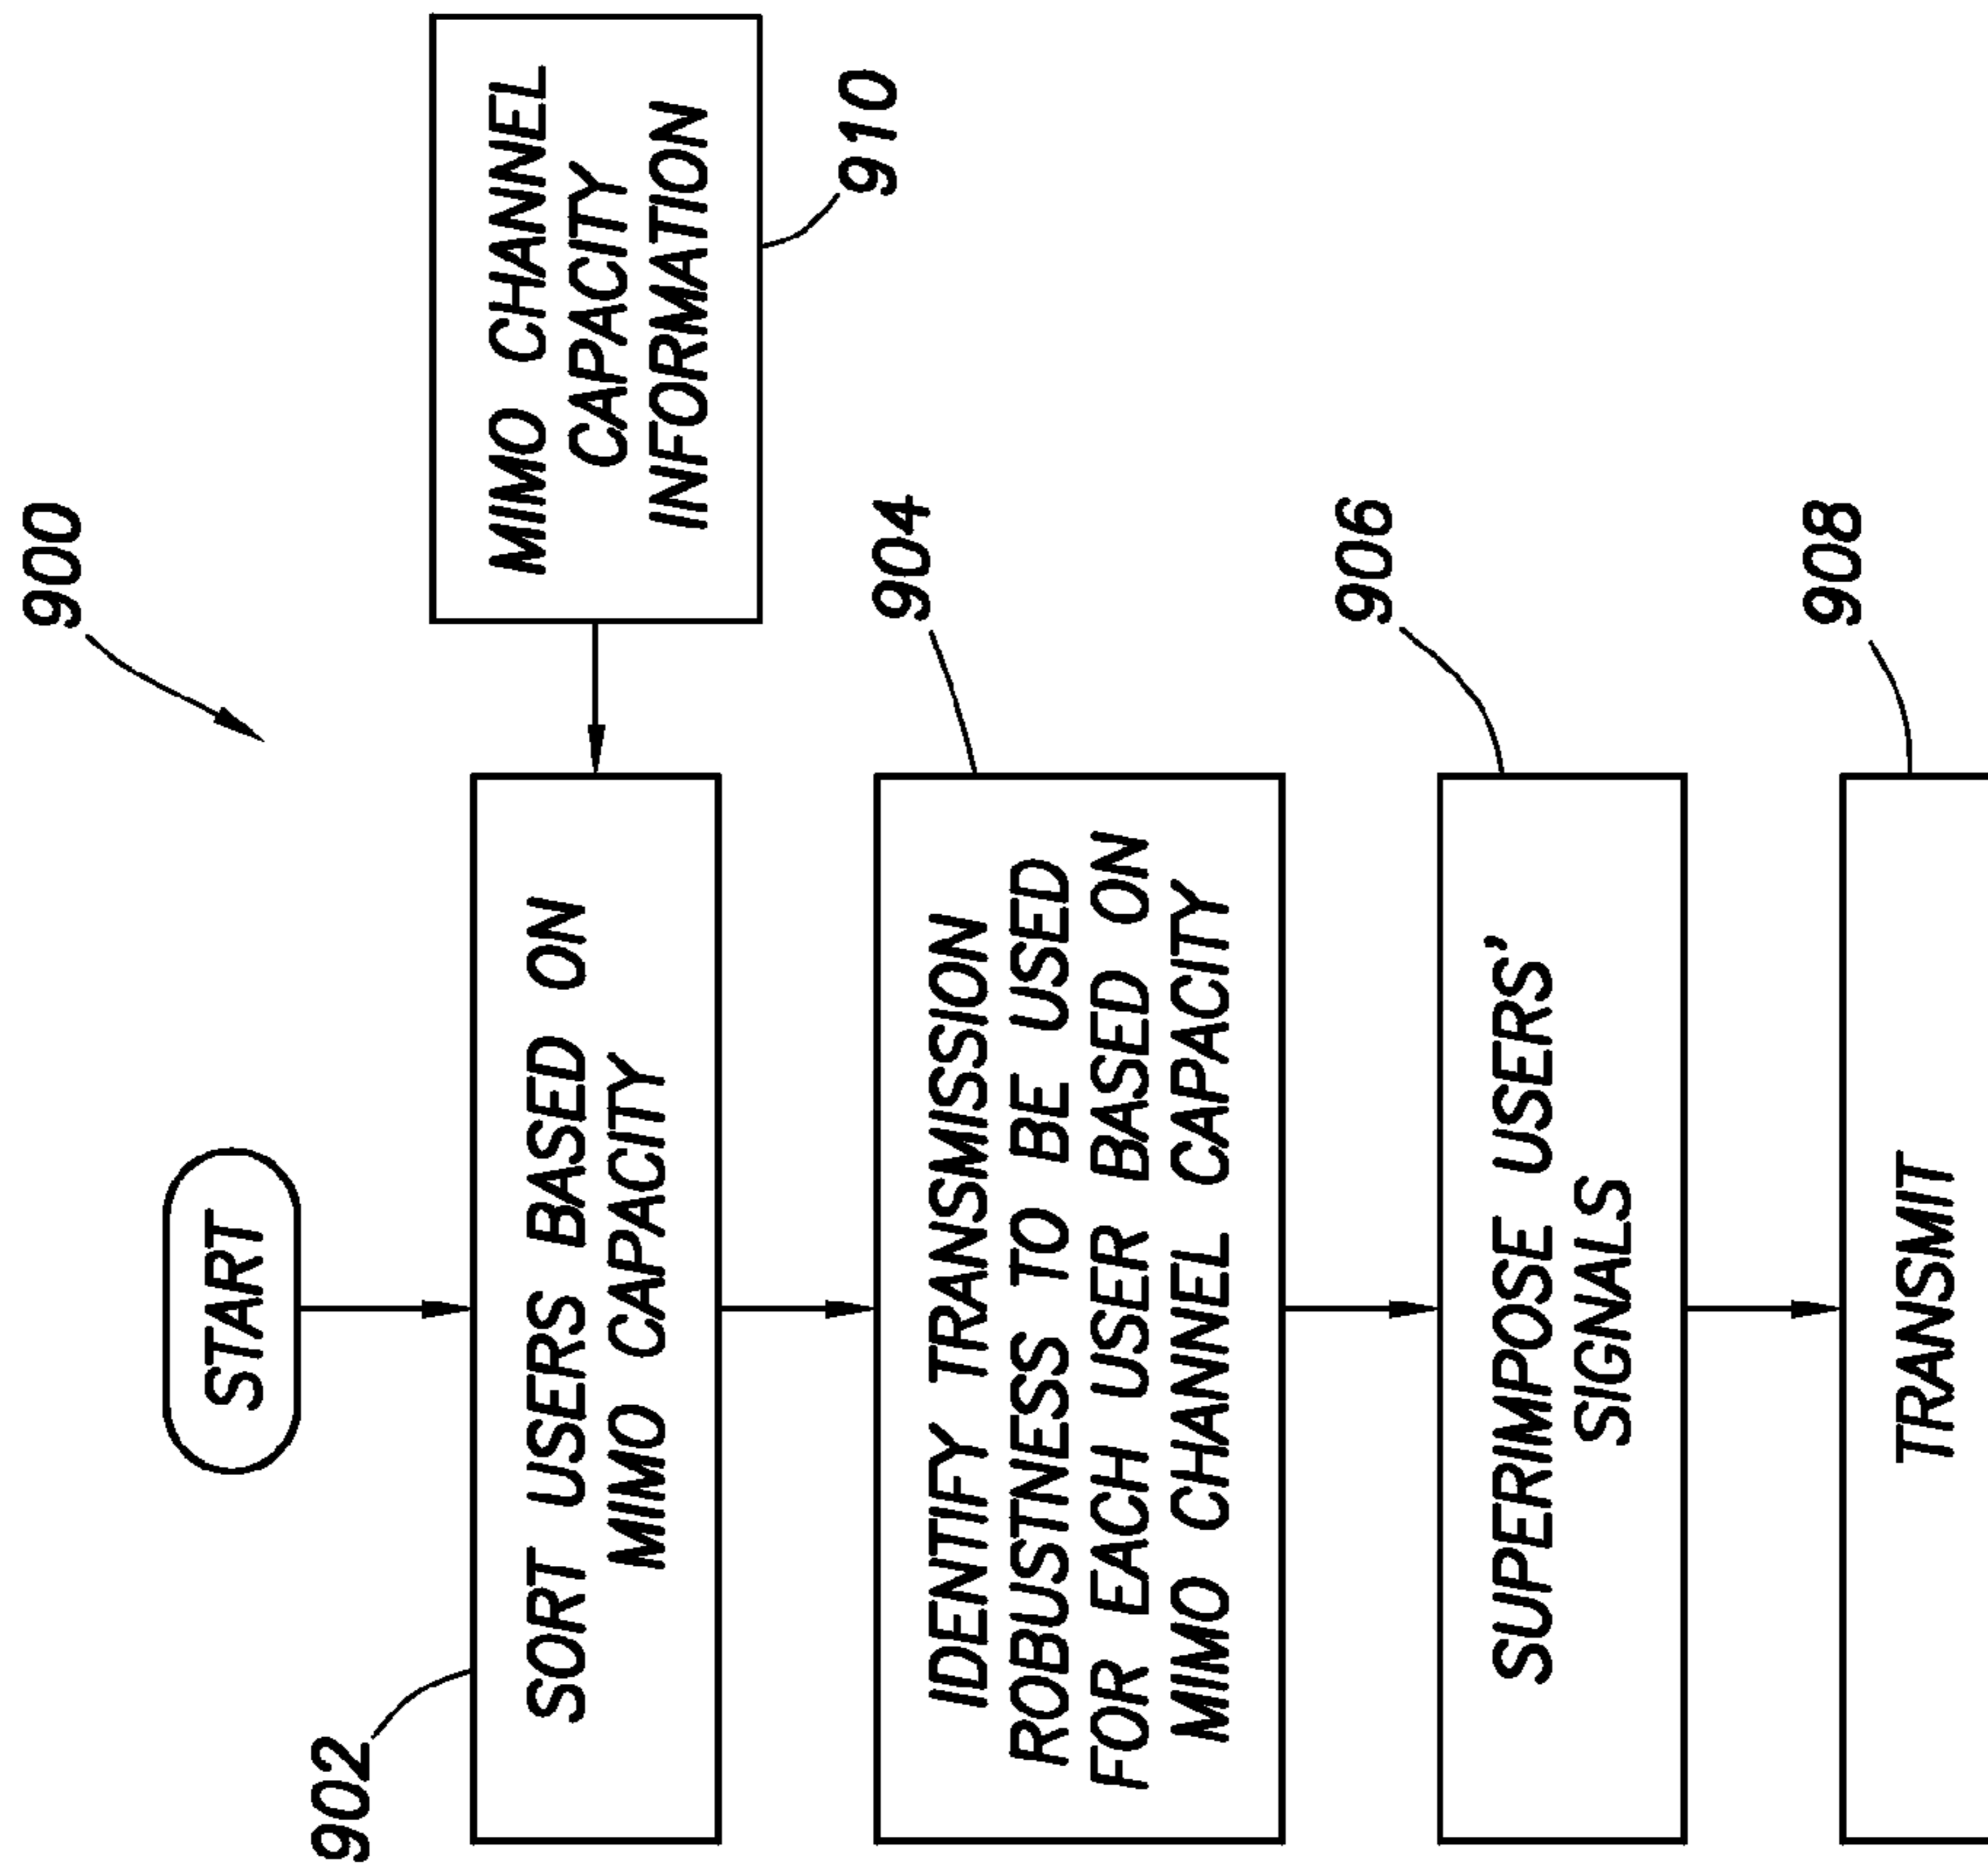 900
START
902
SORT USERS BASED ON
MIMO CAPACITY
MIMO CHANNEL
CAPACITY
INFORMATION
910
904
IDENTIFY TRANSMISSION
ROBUSTNESS TO BE USED
FOR EACH USER BASED ON
MIMO CHANNEL CAPACITY
906
SUPERIMPOSE USERS'
SIGNALS
908
TRANSMIT